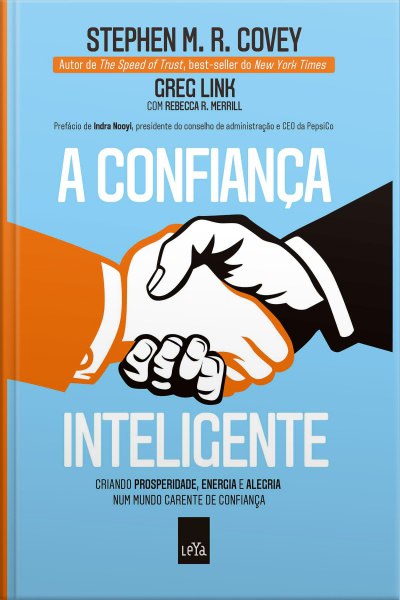 STEPHEN M. R. COVEY
Autor de The Speed of Trust, best-seller do New York Times
GREG LINK
COM REBECCA R. MERRILL
Prefácio de Indra Nooyi, presidente do conselho de administração e CEO da PepsiCo
A CONFIANÇA
INTELIGENTE
CRIANDO PROSPERIDADE, ENERGIA E ALEGRIA
NUM MUNDO CARENTE DE CONFIANÇA
LeYa